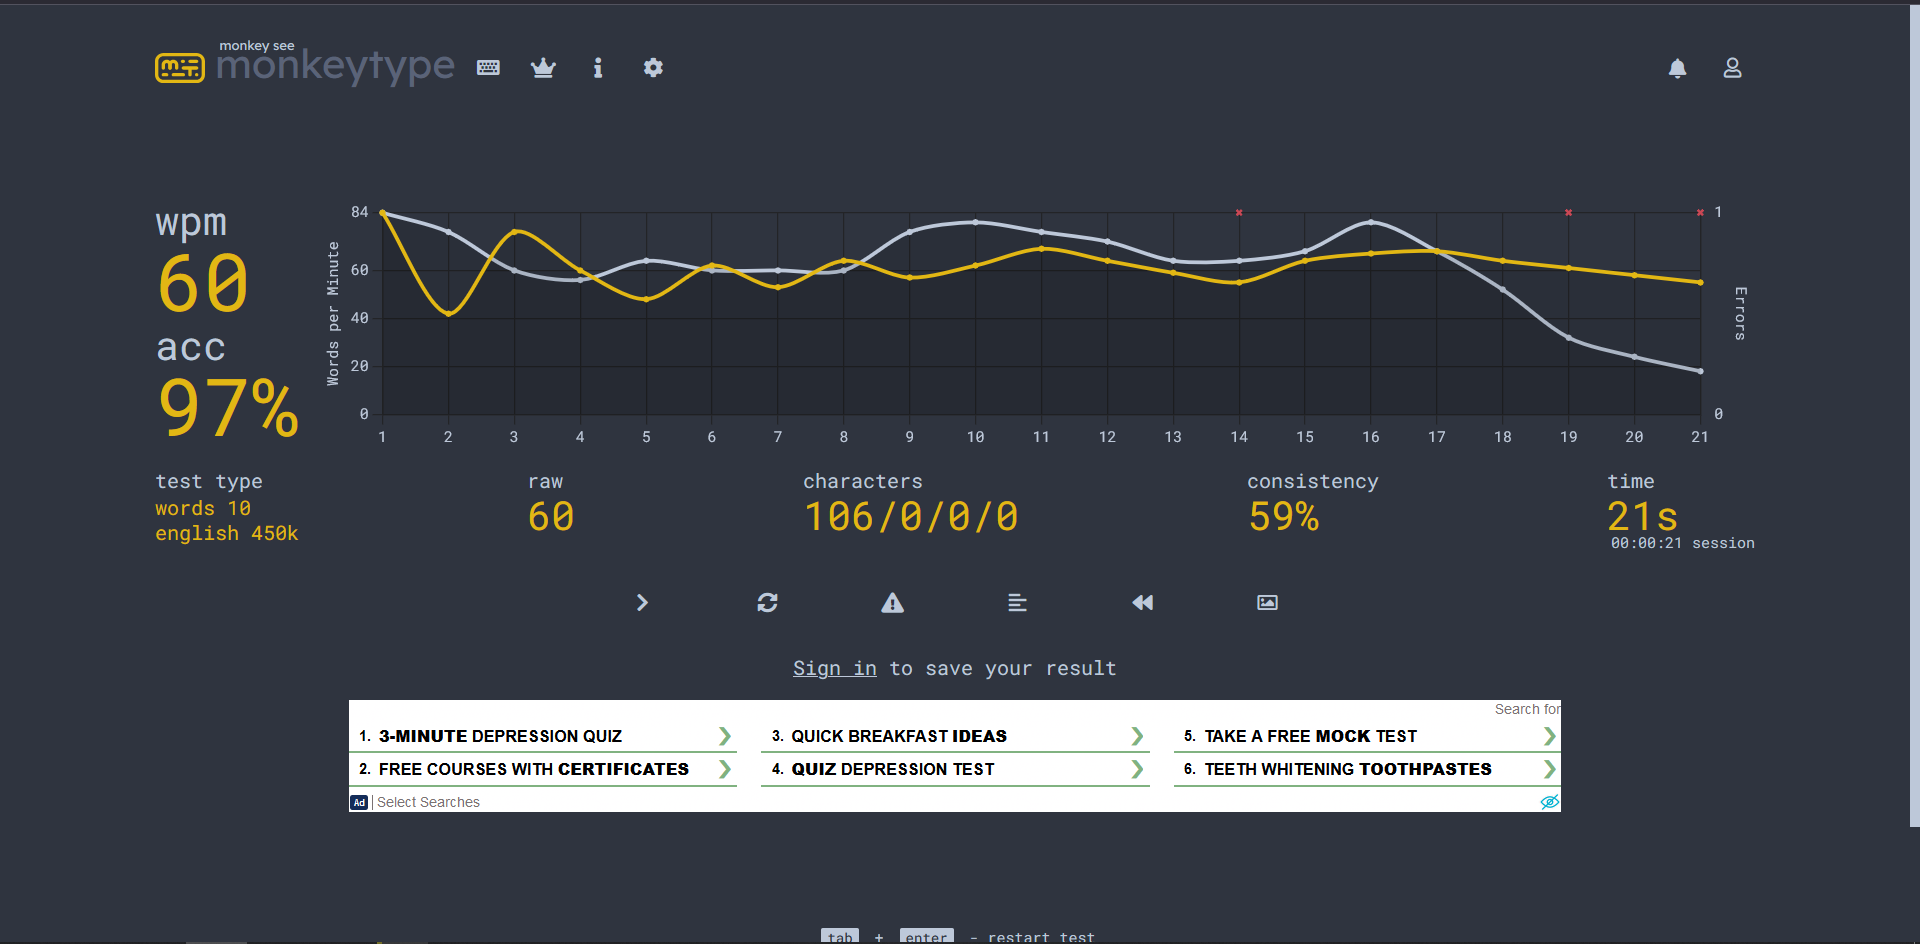 monkey see
monkeytype
wpm
60
acc
97%
84
60
40
20
0
Words per Minute
1
0
Errors
1 2 3 4 5 6 7 8 9 10 11 12 13 14 15 16 17 18 19 20 21
test type
words 10
english 450k
raw
60
characters
106/0/0/0
consistency
59%
time
21s
00:00:21 session
Sign in to save your result
Search for
1. 3-MINUTE DEPRESSION QUIZ
2. FREE COURSES WITH CERTIFICATES
3. QUICK BREAKFAST IDEAS
4. QUIZ DEPRESSION TEST
5. TAKE A FREE MOCK TEST
6. TEETH WHITENING TOOTHPASTES
Ad | Select Searches
tab + enter - restart test